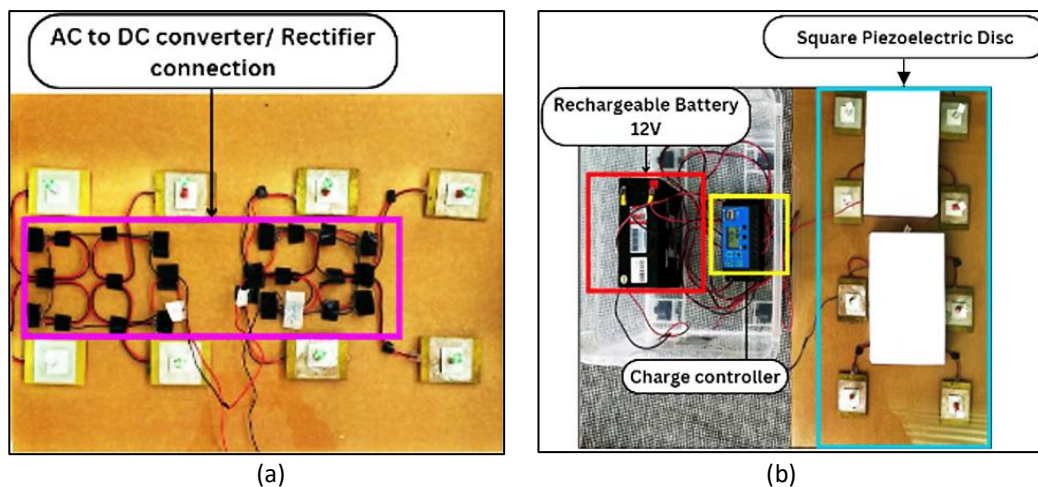 AC to DC converter/ Rectifier
connection
(a)
Square Piezoelectric Disc
Rechargeable Battery
12V
Charge controller
(b)